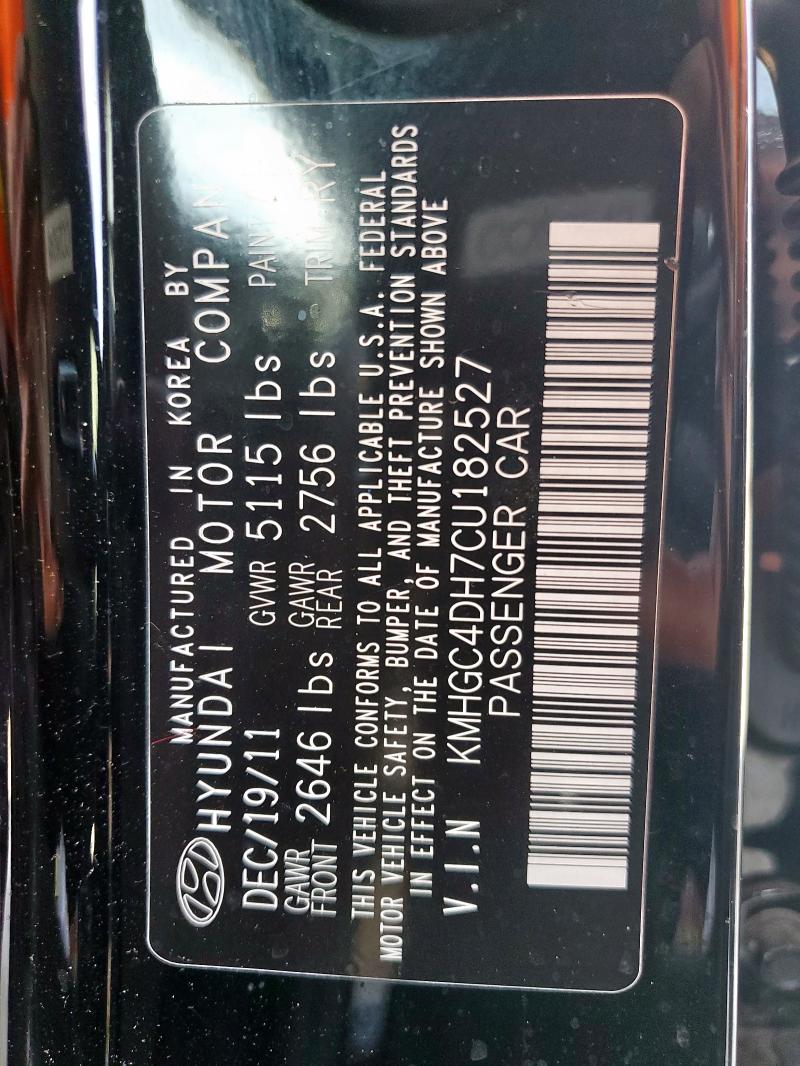 MANUFACTURED IN KOREA BY
HYUNDAI MOTOR COMPAN
DEC/19/11 GVWR 5115 lbs PAINT
GAWR FRONT 2646 lbs GAWR REAR 2756 lbs TRIM RY
THIS VEHICLE CONFORMS TO ALL APPLICABLE U.S.A. FEDERAL
MOTOR VEHICLE SAFETY, BUMPER, AND THEFT PREVENTION STANDARDS
IN EFFECT ON THE DATE OF MANUFACTURE SHOWN ABOVE
V.I.N KMHGC4DH7CU182527
PASSENGER CAR